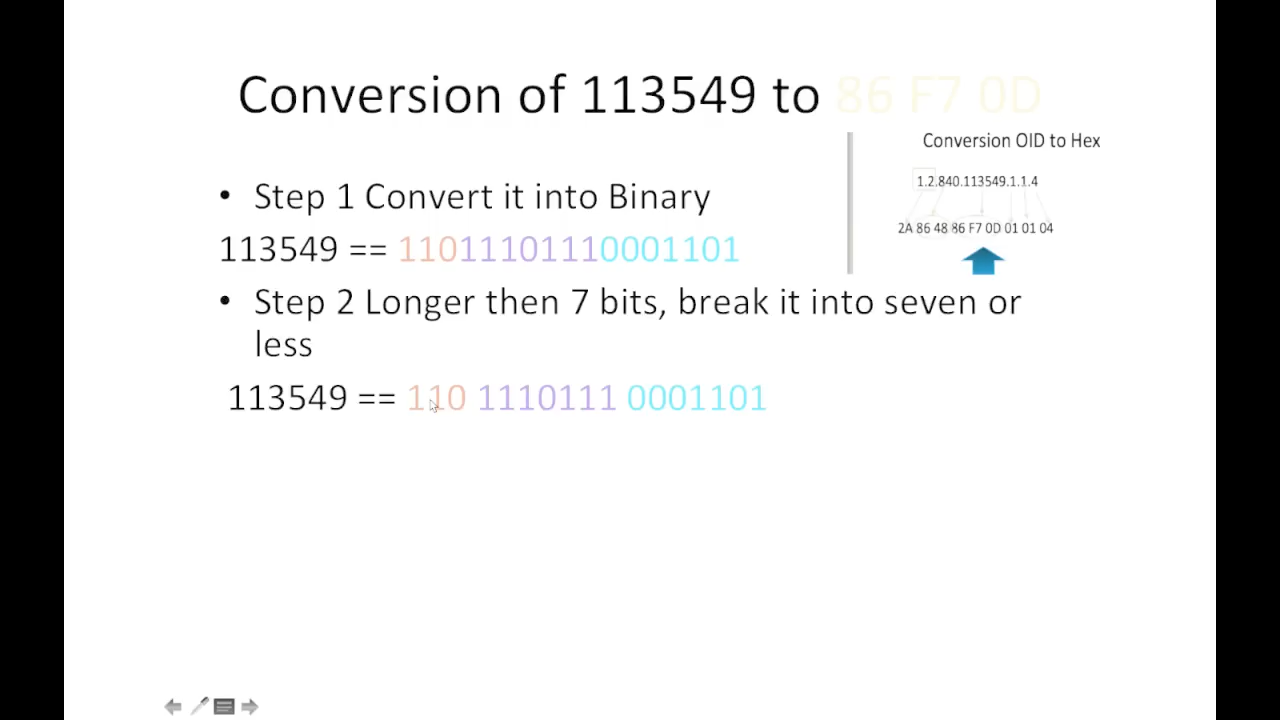 Conversion of 113549 to 86 F7 0D
Conversion OID to Hex
1.2.840.113549.1.1.4
2A 86 48 86 F7 0D 01 01 04
• Step 1 Convert it into Binary
113549 == 11011101110001101
• Step 2 Longer then 7 bits, break it into seven or
less
113549 == 110 1110111 0001101